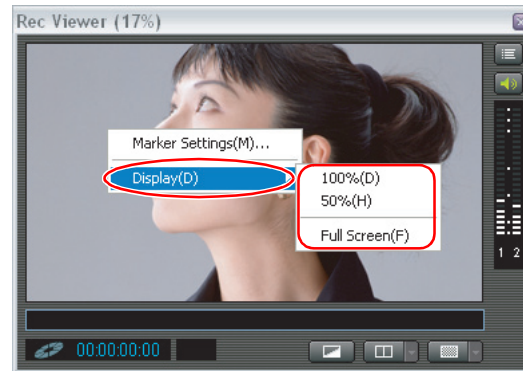 Rec Viewer (17%)
Marker Settings(M)...
Display(D)
100%(D)
50%(H)
Full Screen(F)
1 2
00:00:00:00